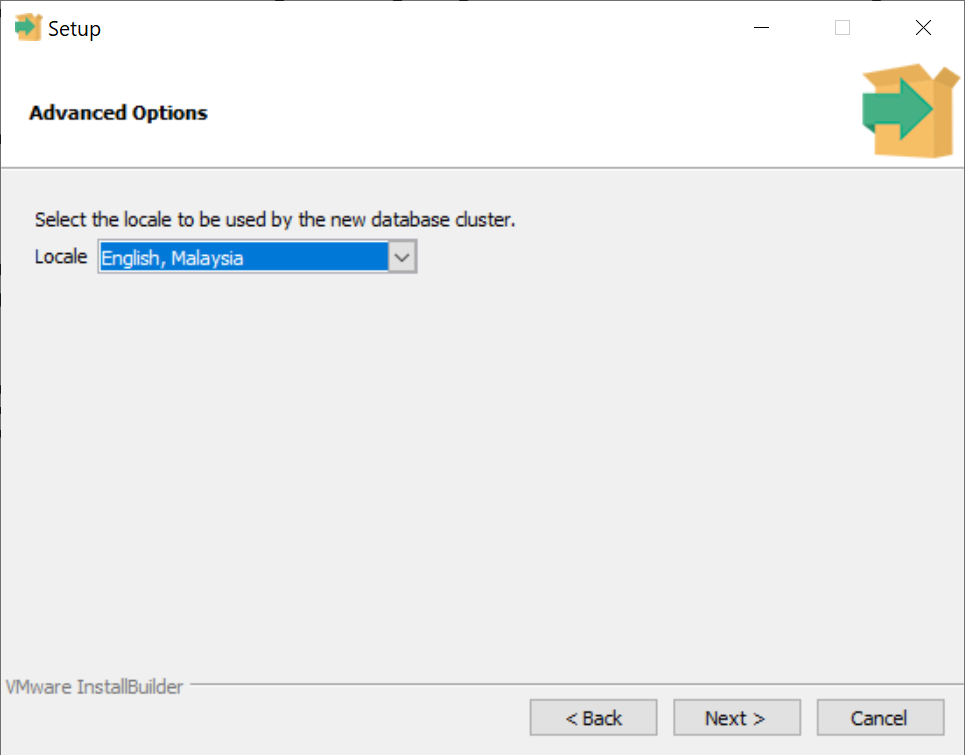 Setup
Advanced Options
Select the locale to be used by the new database cluster.
Locale English, Malaysia
VMware InstallBuilder
< Back Next > Cancel